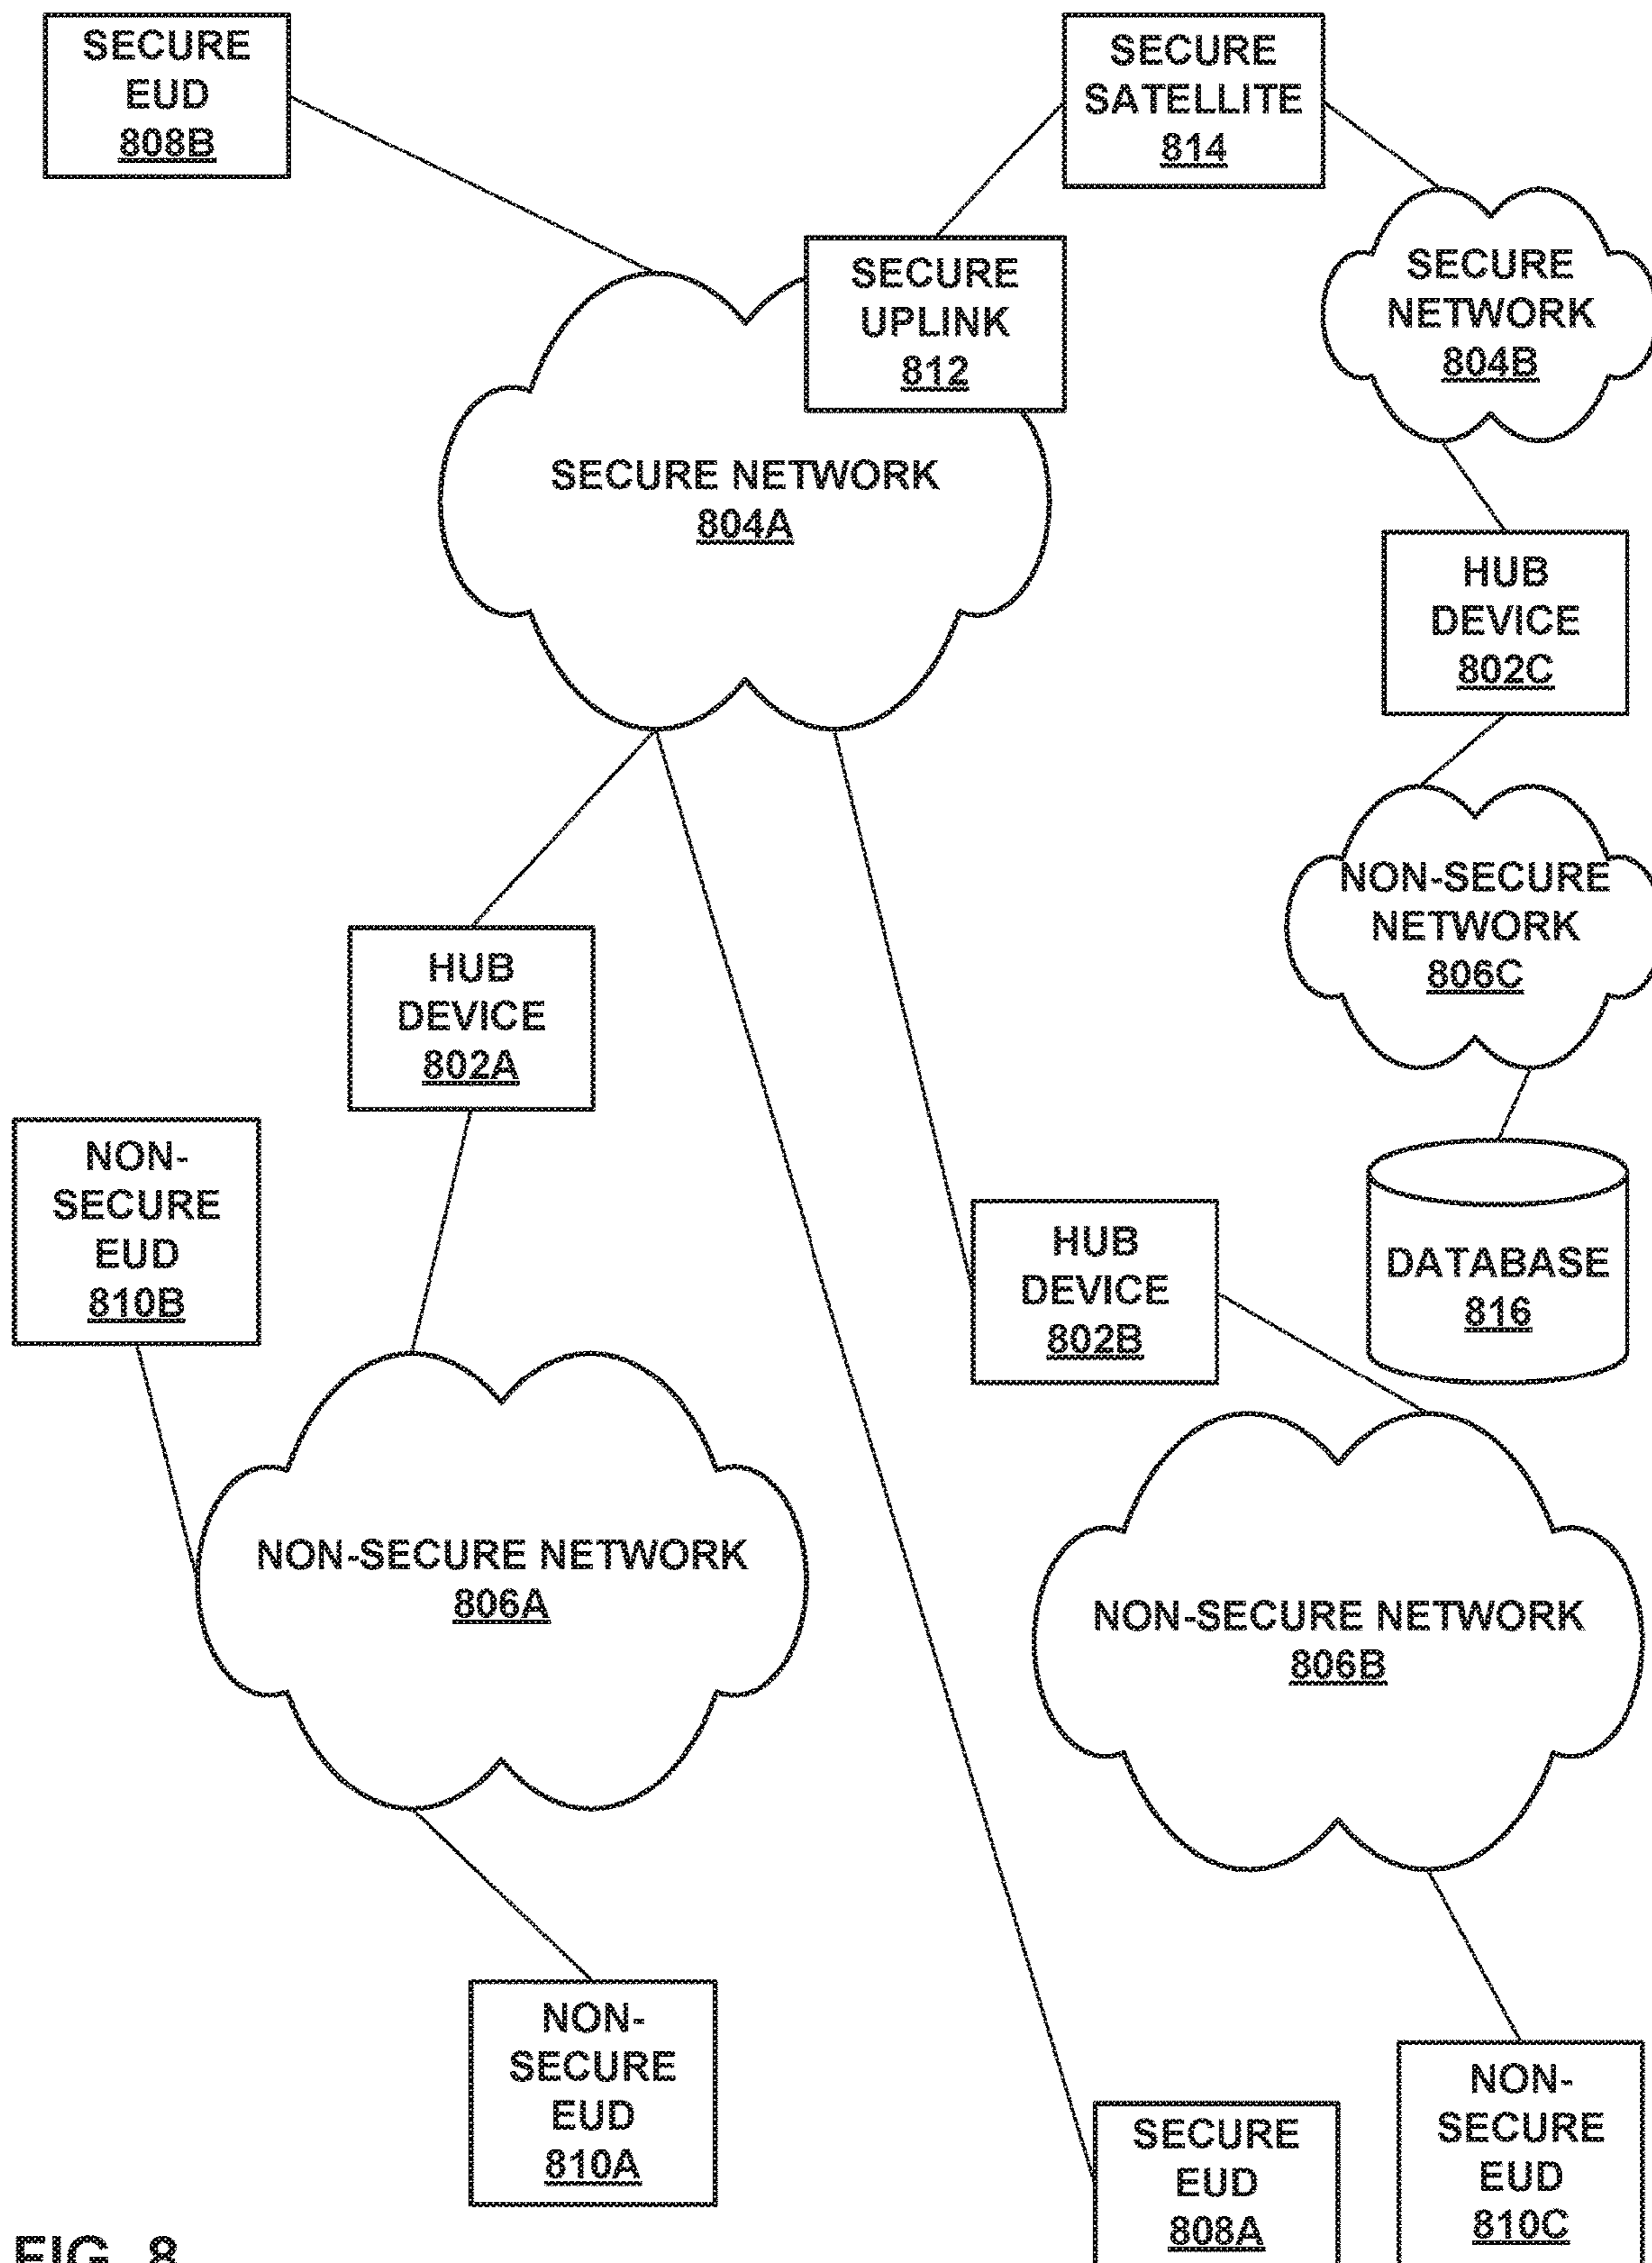 SECURE
EUD
808B
SECURE
SATELLITE
814
SECURE
UPLINK
812
SECURE
NETWORK
804B
SECURE NETWORK
804A
HUB
DEVICE
802C
NON-SECURE
NETWORK
806C
HUB
DEVICE
802A
NON-
SECURE
EUD
810B
HUB
DEVICE
802B
DATABASE
816
NON-SECURE NETWORK
806A
NON-SECURE NETWORK
806B
NON-
SECURE
EUD
810A
SECURE
EUD
808A
NON-
SECURE
EUD
810C
FIG. 8